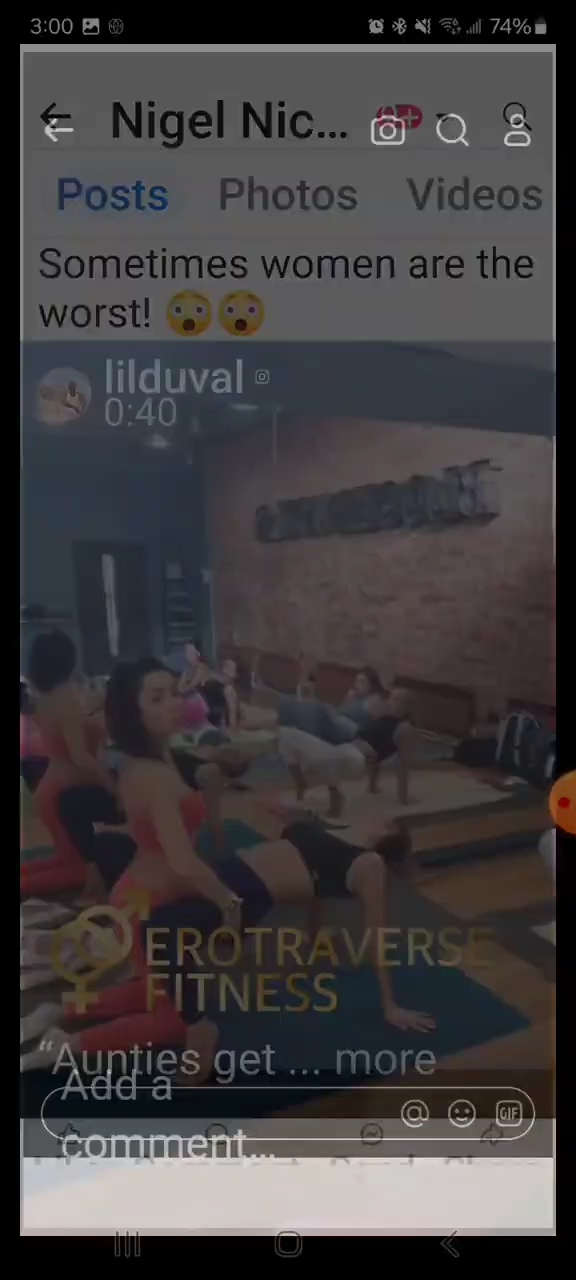 3:00
74%
Nigel Nic...
Posts Photos Videos
Sometimes women are the
worst! 😲😲
lilduval
0:40
EROTRAVERSE
FITNESS
“Aunties get ... more
Add a
comment...
GIF